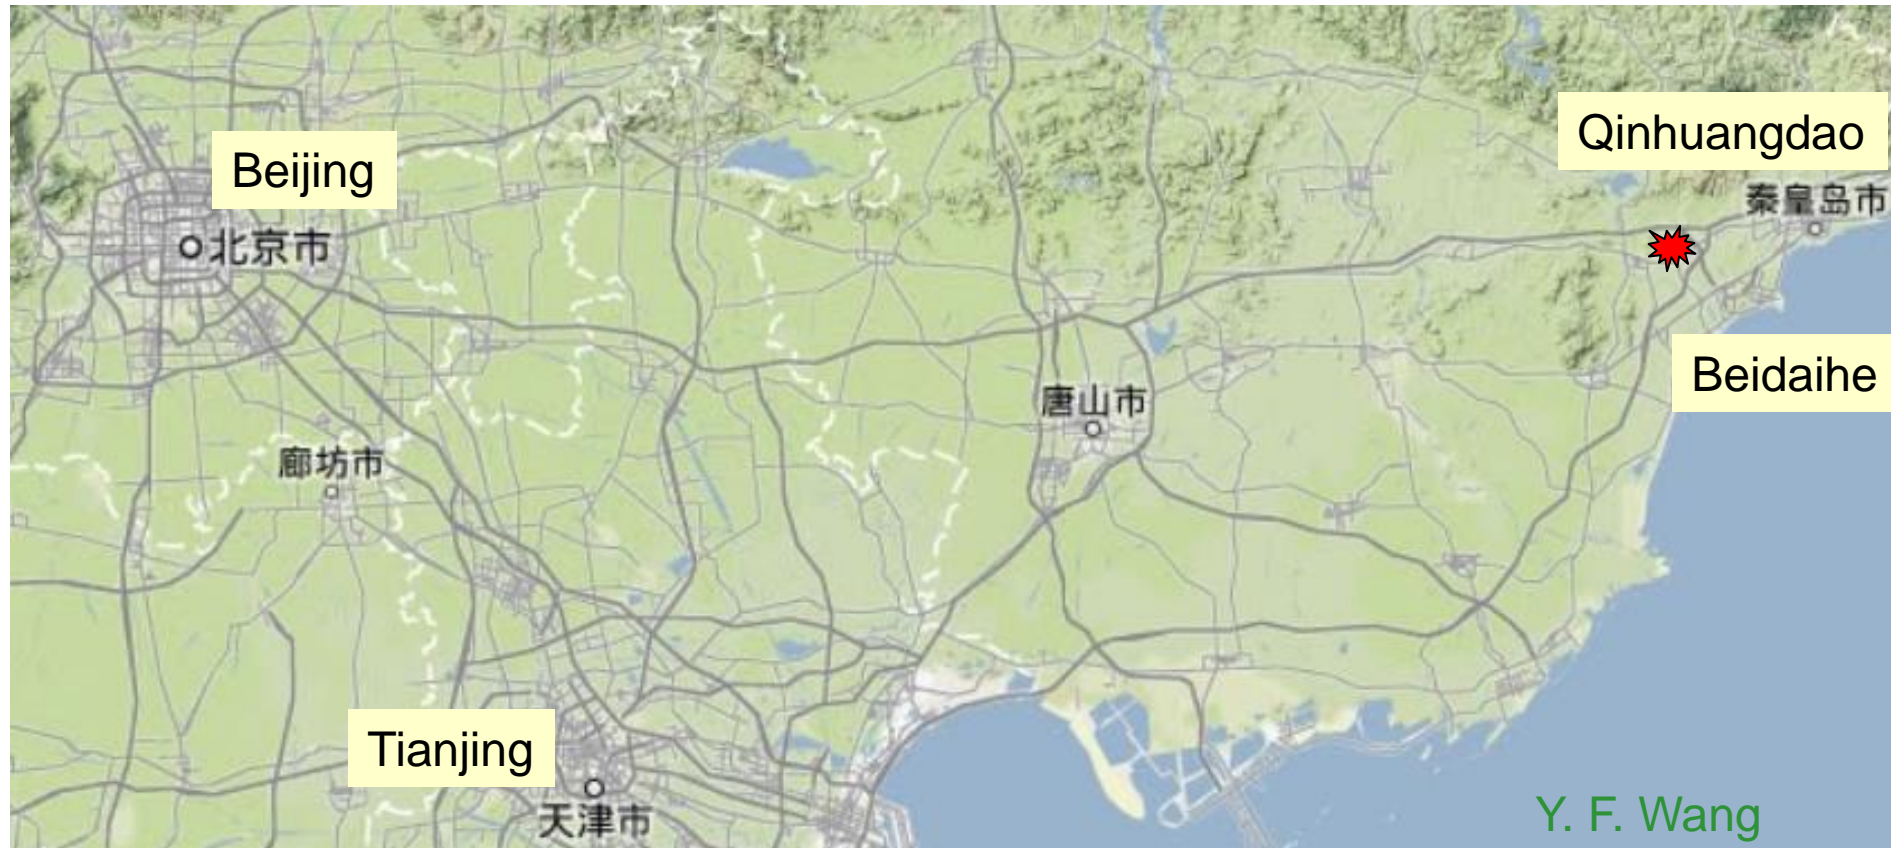 Qinhuangdao
Beijing
秦皇岛市
北京市
Beidaihe
唐山市
廊坊市
Tianjing
天津市
Y. F. Wang